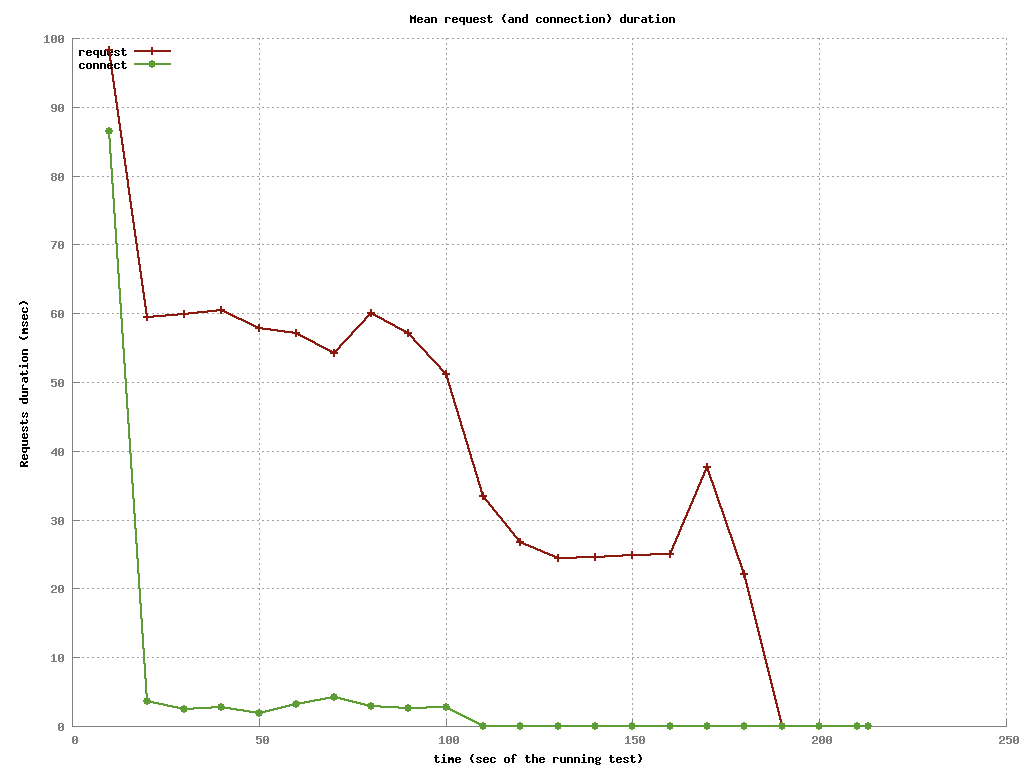 Mean request (and connection) duration
100
request
connect
90
80
70
60
50
40
30
20
10
0
Requests duration (msec)
0 50 100 150 200 250
time (sec of the running test)